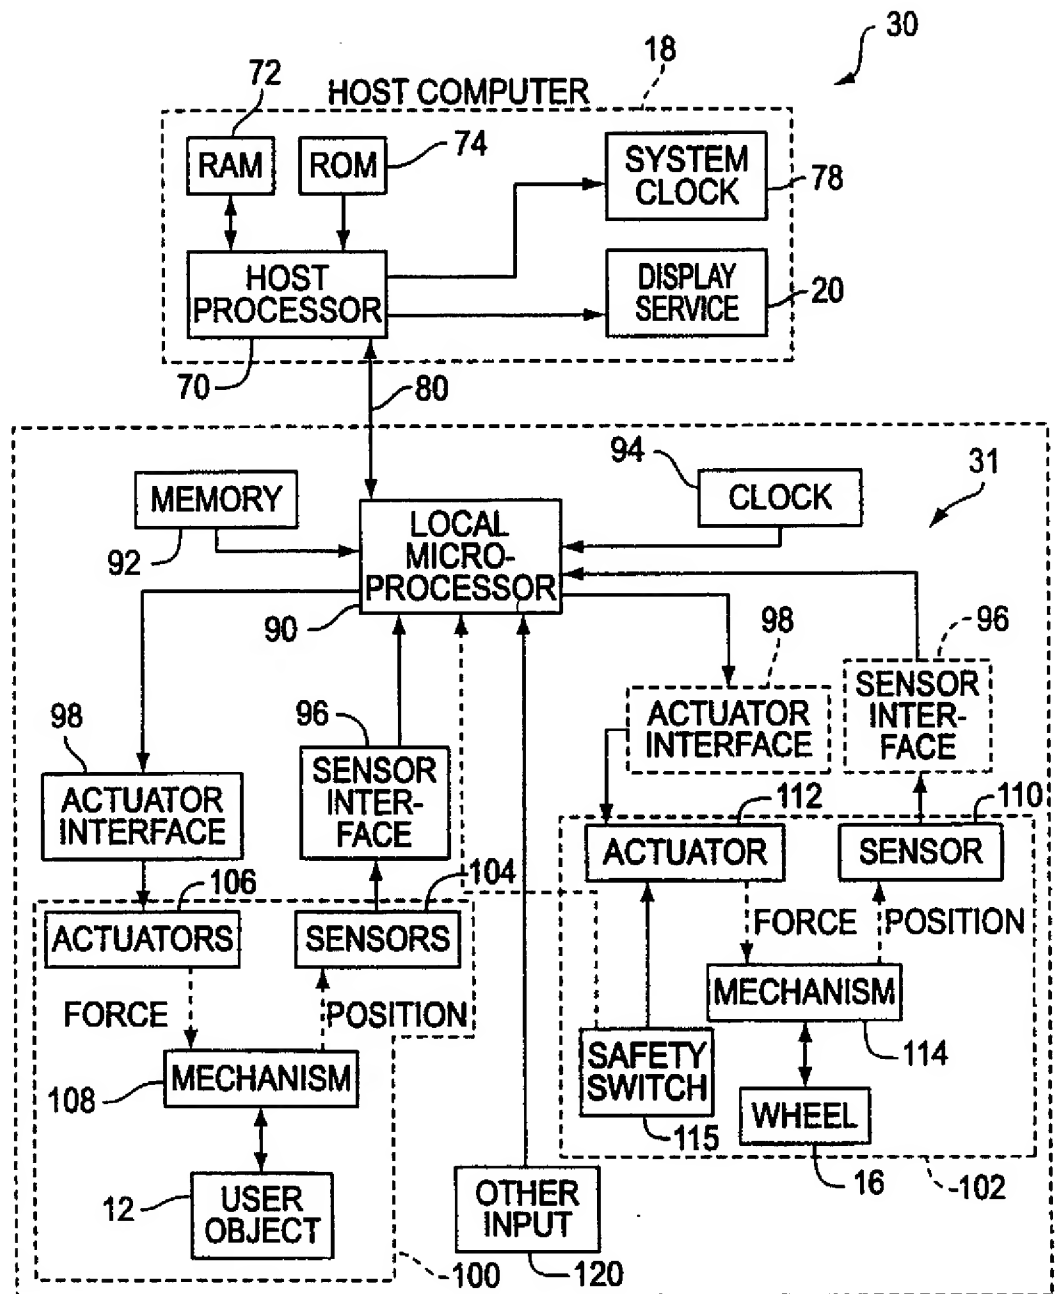 30
18
HOST COMPUTER
72
RAM
ROM
74
SYSTEM
CLOCK
78
HOST
PROCESSOR
DISPLAY
SERVICE
20
70
80
94
CLOCK
31
MEMORY
92
LOCAL
MICRO-
PROCESSOR
90
98
ACTUATOR
INTERFACE
96
SENSOR
INTER-
FACE
98
ACTUATOR
INTERFACE
96
SENSOR
INTER-
FACE
112
ACTUATOR
110
SENSOR
106
ACTUATORS
104
SENSORS
FORCE
POSITION
FORCE
POSITION
MECHANISM
108
MECHANISM
114
SAFETY
SWITCH
115
WHEEL
16
102
12
USER
OBJECT
OTHER
INPUT
100
120